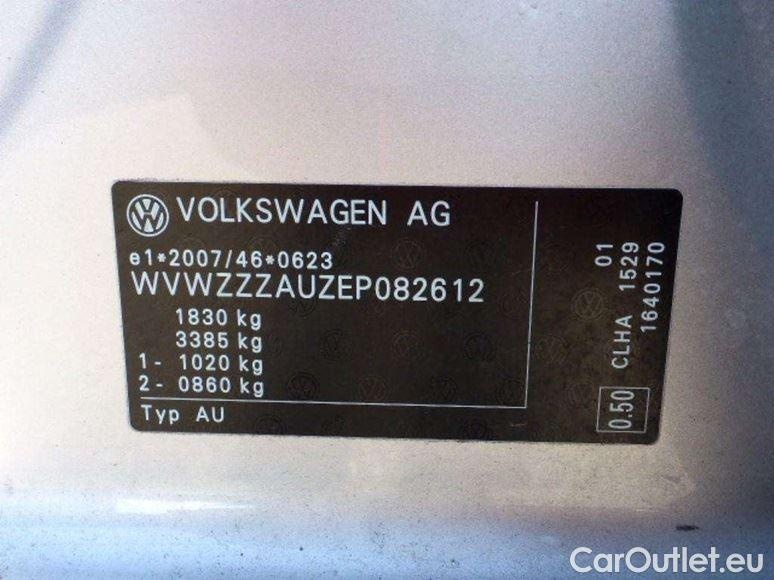 VOLKSWAGEN AG
e1*2007/46*0623
WVWZZZAUZEP082612
1830 kg
3385 kg
1- 1020 kg
2- 0860 kg
Typ AU
01
CLHA 1529
0.50 1640170
CarOutlet.eu